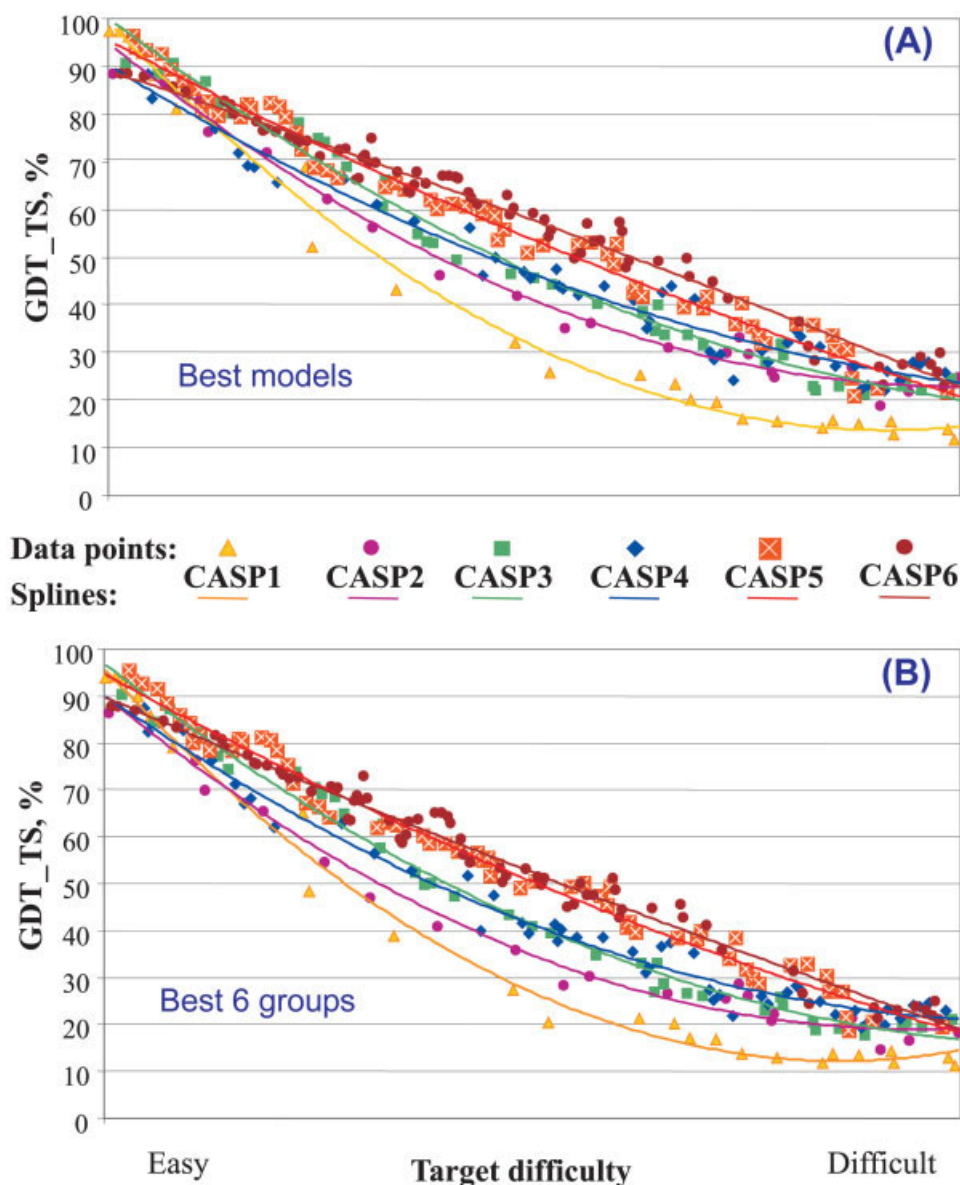 100
90
80
70
60
50
40
30
20
10
0
GDT_TS, %
(A)
Best models
Data points:
CASP1 CASP2 CASP3 CASP4 CASP5 CASP6
Splines:
100
90
80
70
60
50
40
30
20
10
0
GDT_TS, %
(B)
Best 6 groups
Easy Target difficulty Difficult